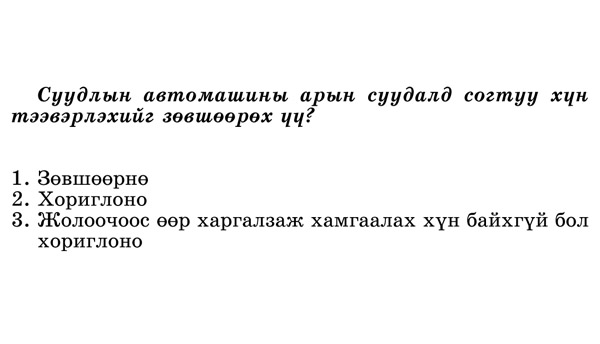 Суудлын автомашины арын суудалд согтуу хүн
тээвэрлэхийг зөвшөөрөх үү?
1. Зөвшөөрнө
2. Хориглоно
3. Жолоочоос өөр харгалзаж хамгаалах хүн байхгүй бол
хориглоно